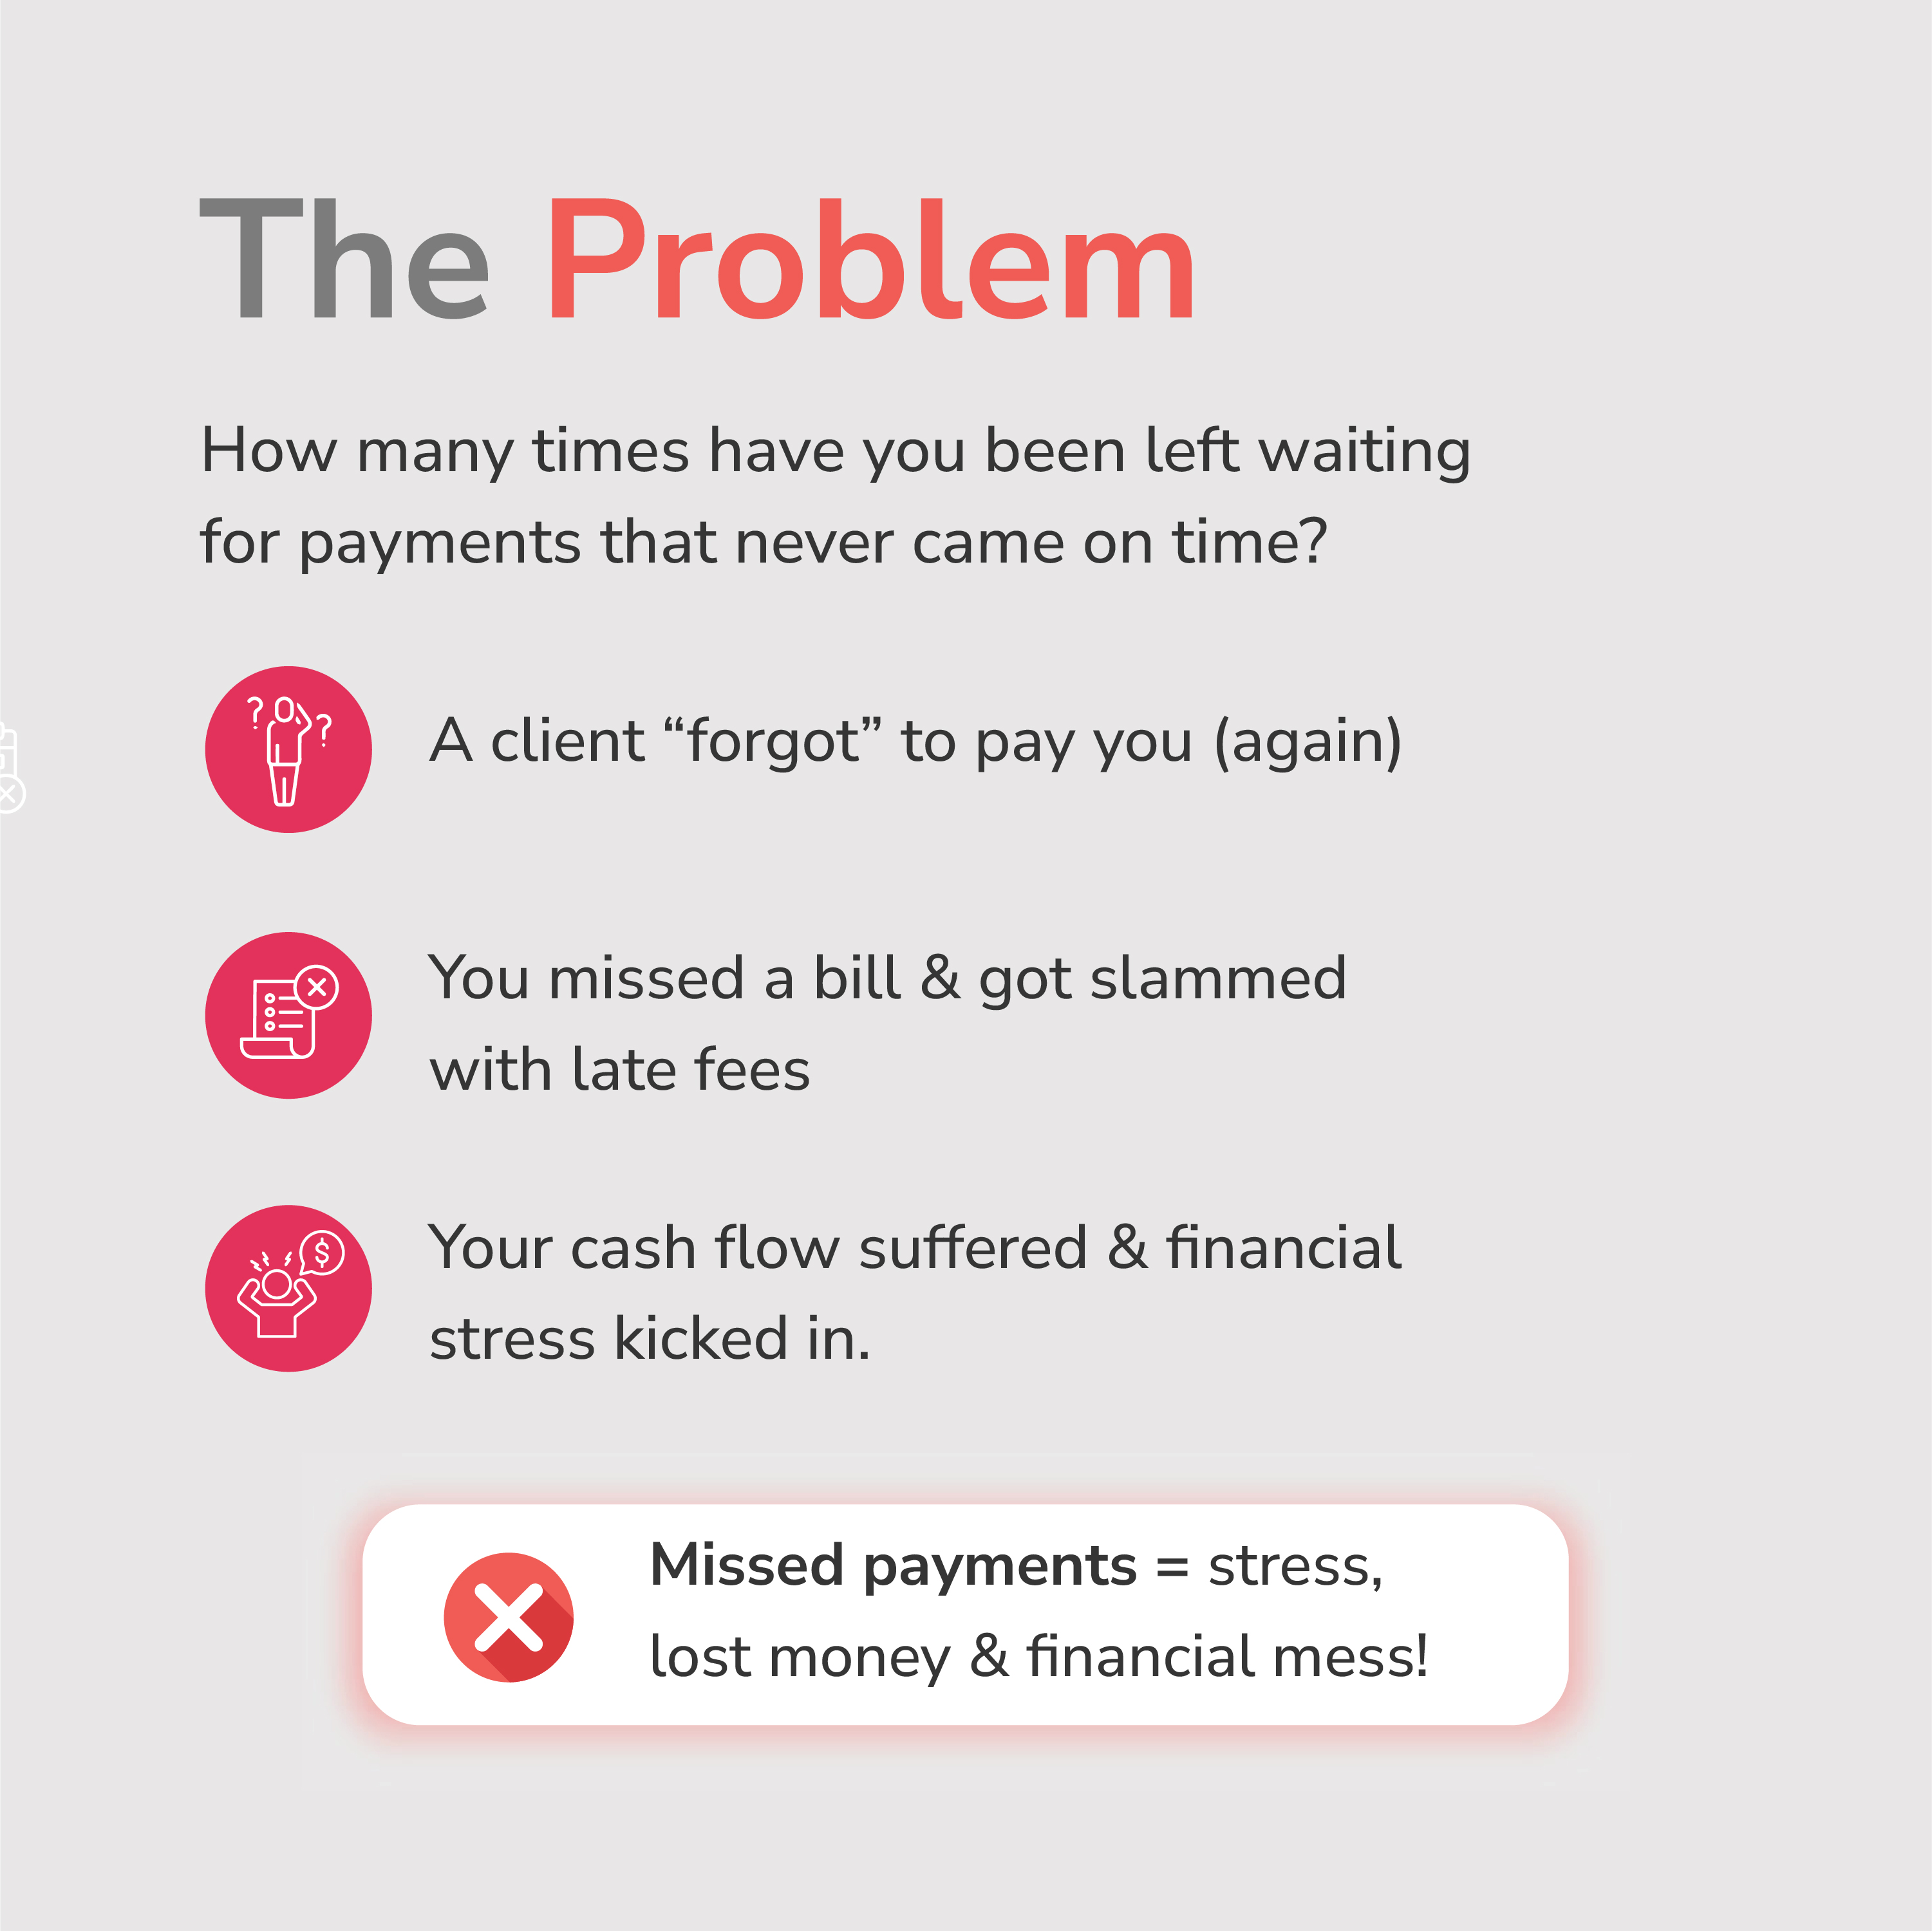 The Problem
How many times have you been left waiting
for payments that never came on time?
A client “forgot” to pay you (again)
You missed a bill & got slammed
with late fees
Your cash flow suffered & financial
stress kicked in.
Missed payments = stress,
lost money & financial mess!